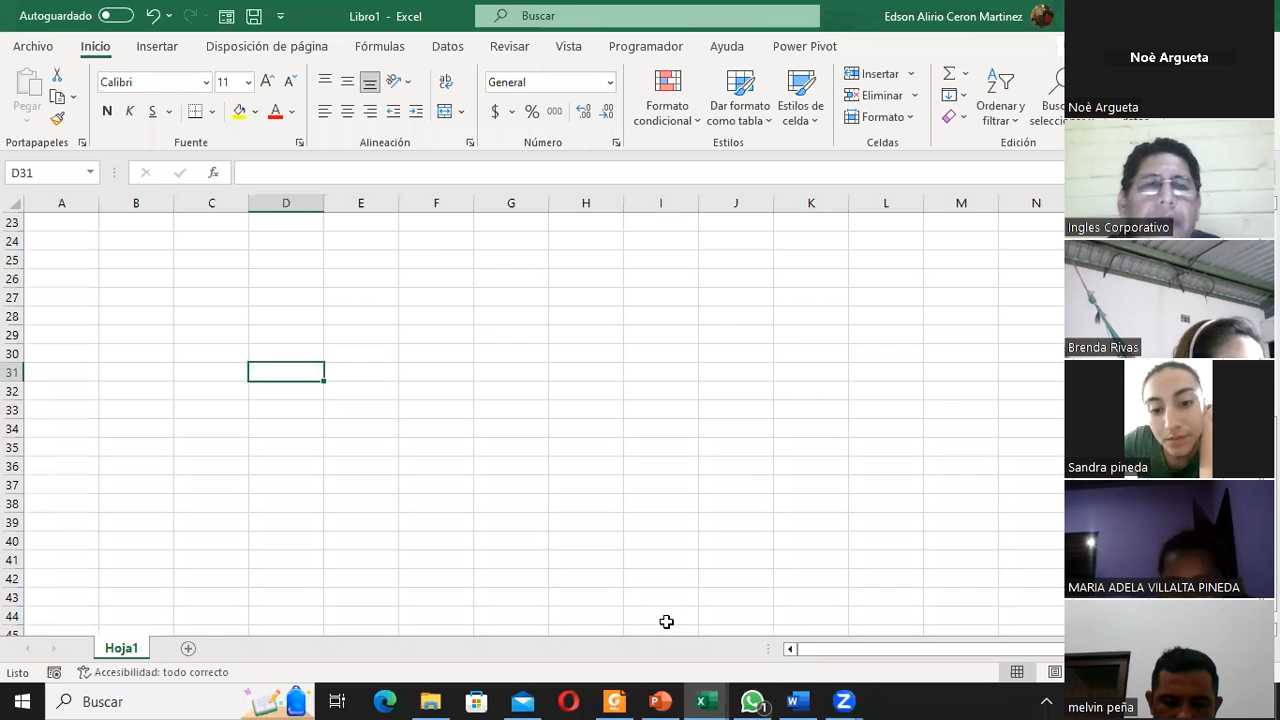 Autoguardado
Libro1 - Excel
Buscar
Edson Alirio Ceron Martinez
Archivo Inicio Insertar Disposición de página Fórmulas Datos Revisar Vista Programador Ayuda Power Pivot
Pegar
Calibri 11
N K S
General
$ % 000
Formato condicional
Dar formato como tabla
Estilos de celda
Insertar
Eliminar
Formato
Ordenar y filtrar
Busc
selecc
Portapapeles Fuente Alineación Número Estilos Celdas Edición
D31
fx
A B C D E F G H I J K L M N
23
24
25
26
27
28
29
30
31
32
33
34
35
36
37
38
39
40
41
42
43
44
45
Hoja1
Listo
Accesibilidad: todo correcto
Buscar
1
Noè Argueta
Noè Argueta
Ingles Corporativo
Brenda Rivas
Sandra pineda
MARIA ADELA VILLALTA PINEDA
melvin peña